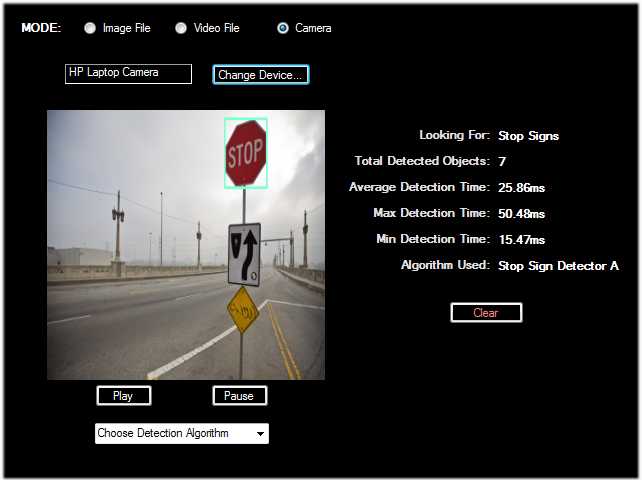 MODE: Image File Video File Camera
HP Laptop Camera Change Device...
STOP
Looking For: Stop Signs
Total Detected Objects: 7
Average Detection Time: 25.86ms
Max Detection Time: 50.48ms
Min Detection Time: 15.47ms
Algorithm Used: Stop Sign Detector A
Clear
Play Pause
Choose Detection Algorithm